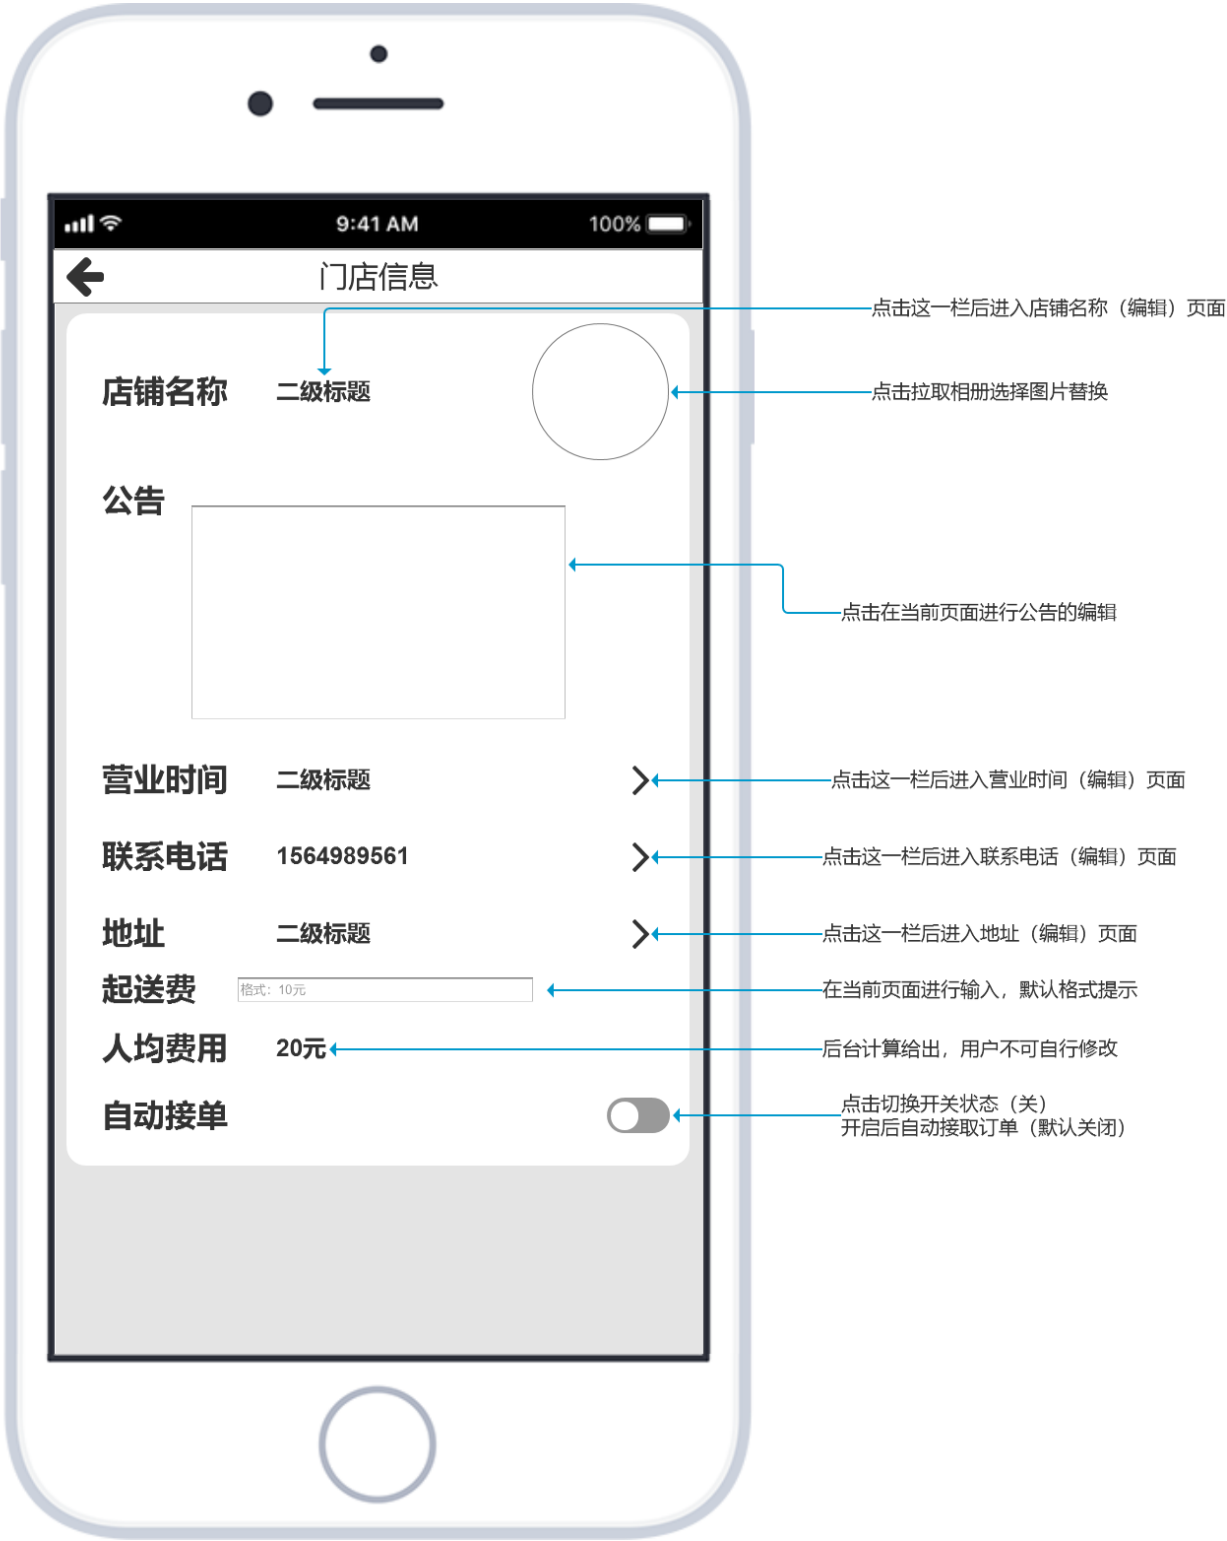 9:41 AM
100%
门店信息
点击这一栏后进入店铺名称（编辑）页面
店铺名称
二级标题
点击拉取相册选择图片替换
公告
点击在当前页面进行公告的编辑
营业时间
二级标题
点击这一栏后进入营业时间（编辑）页面
联系电话
1564989561
点击这一栏后进入联系电话（编辑）页面
地址
二级标题
点击这一栏后进入地址（编辑）页面
起送费
格式：10元
在当前页面进行输入，默认格式提示
人均费用
20元
后台计算给出，用户不可自行修改
自动接单
点击切换开关状态（关）
开启后自动接取订单（默认关闭）